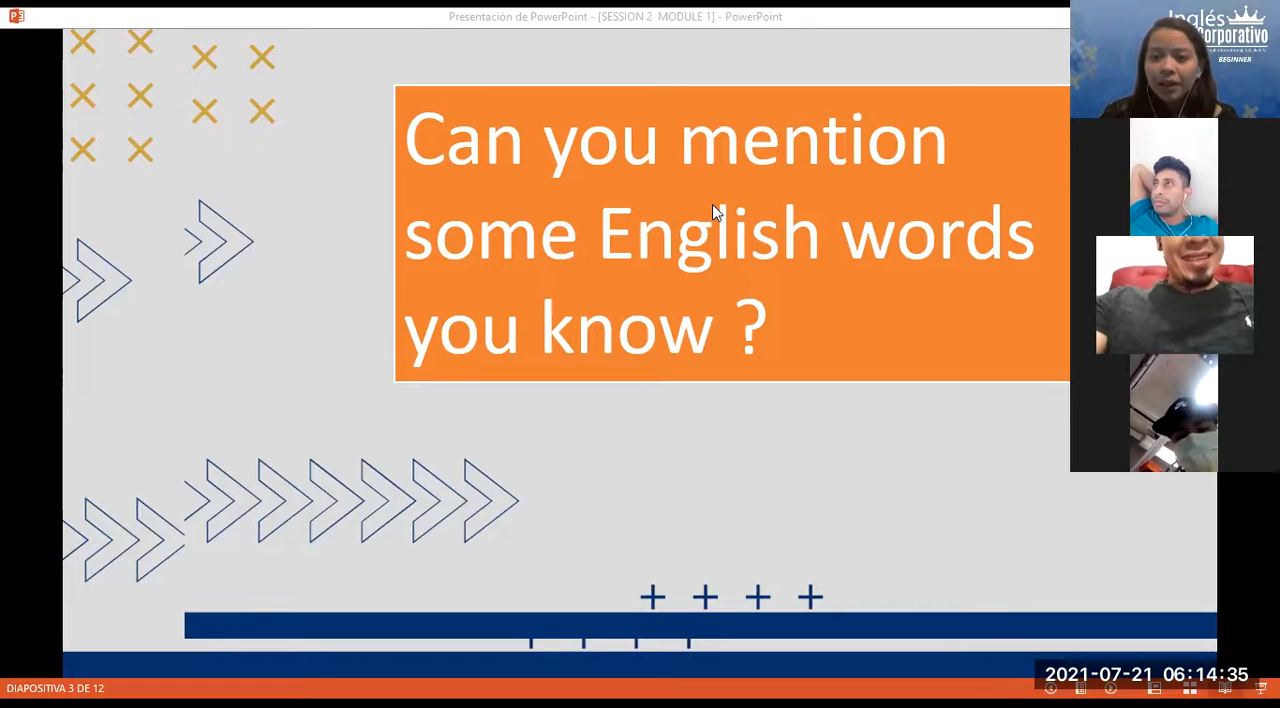 Presentación de PowerPoint - [SESSION 2  MODULE 1] - PowerPoint
Inglés
Corporativo
BEGINNER
Can you mention
some English words
you know ?
2021-07-21 06:14:35
DIAPOSITIVA 3 DE 12